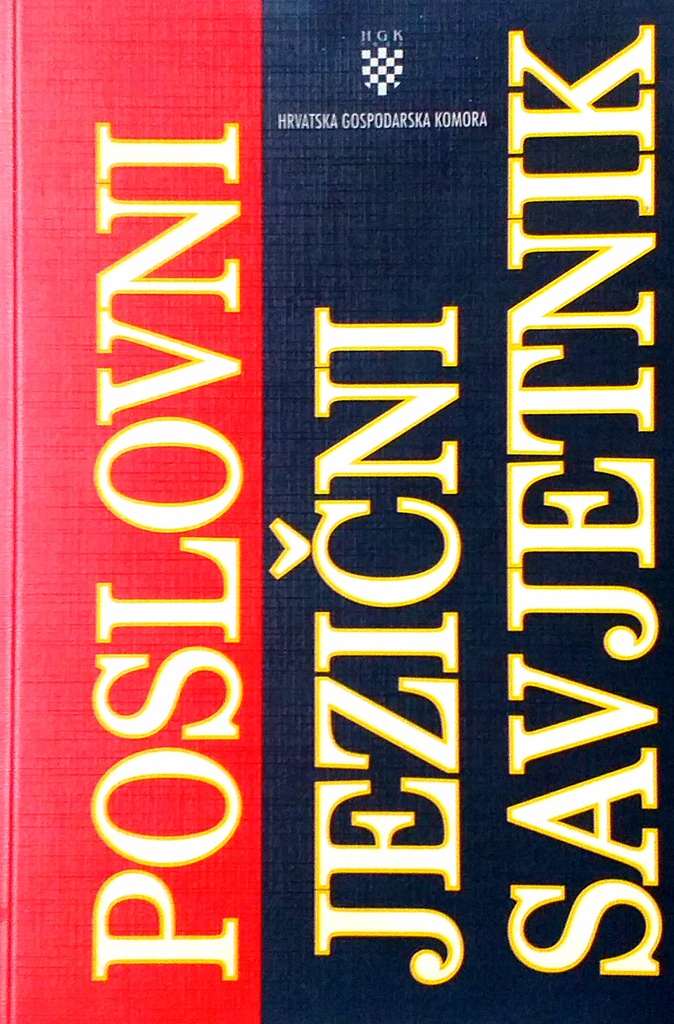 HGK
HRVATSKA GOSPODARSKA KOMORA
POSLOVNI
JEZIČNI
SAVJETNIK